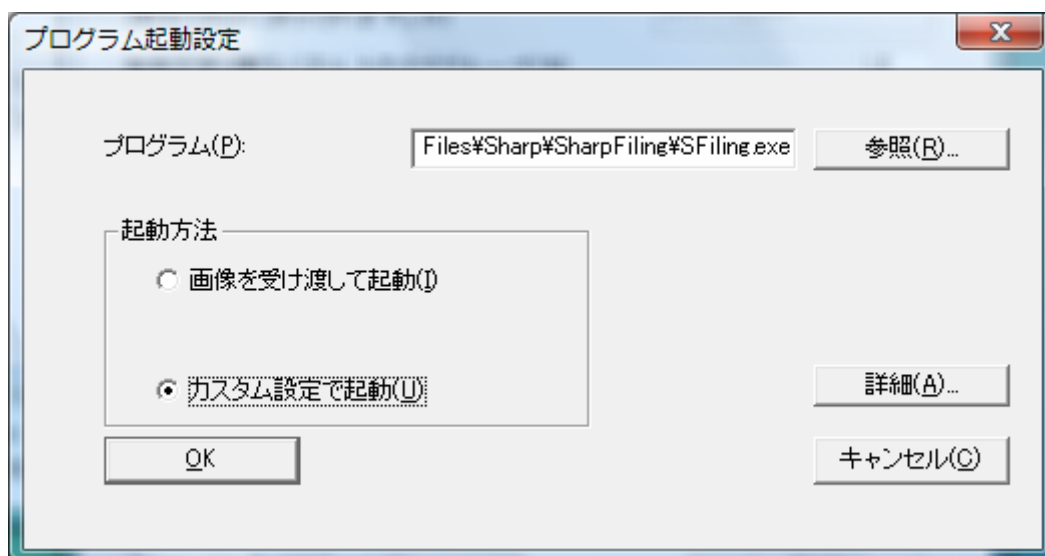 プログラム起動設定
プログラム(P): Files¥Sharp¥SharpFiling¥SFiling.exe 参照(R)...
起動方法
画像を受け渡して起動(I)
カスタム設定で起動(U)
詳細(A)...
OK
キャンセル(C)